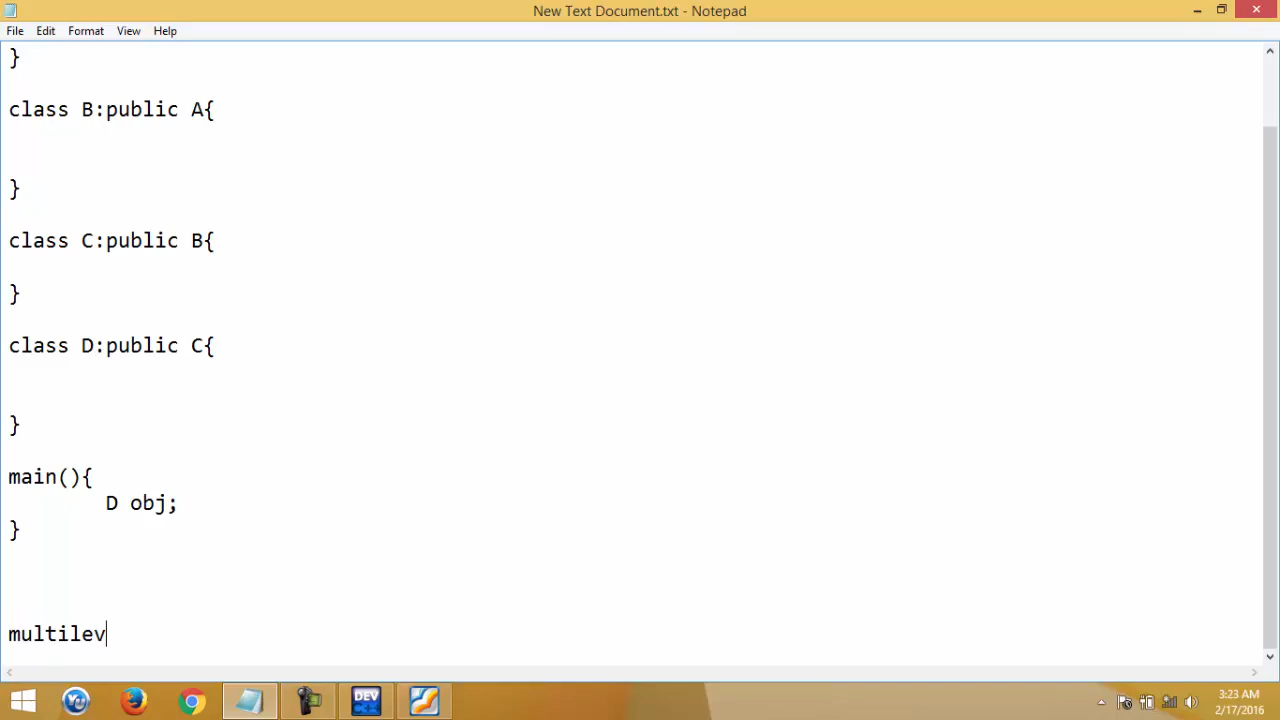 New Text Document.txt - Notepad
File Edit Format View Help
}
class B:public A{
}
class C:public B{
}
class D:public C{
}
main(){
D obj;
}
multilev
DEV
C++
3:23 AM
2/17/2016